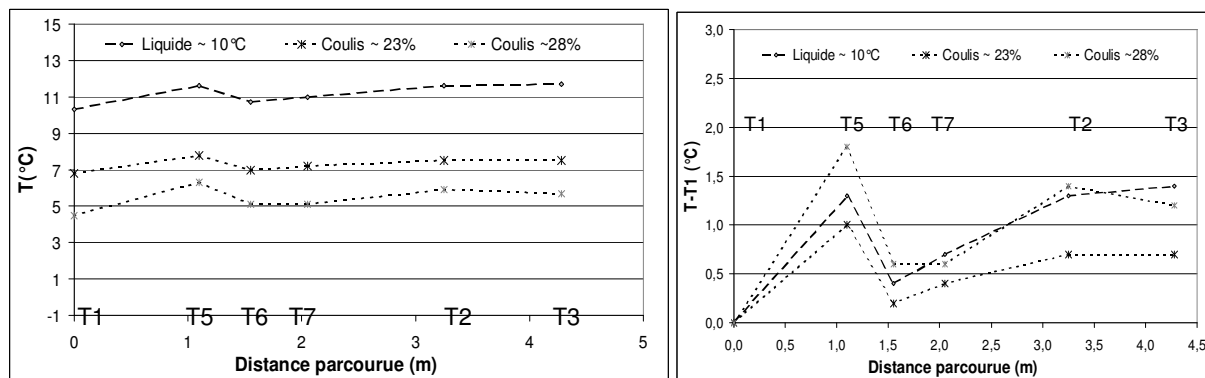 15
13
11
9
7
5
3
1
-1
T(°C)
Liquide ~ 10°C
Coulis ~ 23%
Coulis ~28%
T1
T5
T6
T7
T2
T3
0
1
2
3
4
5
Distance parcourue (m)
3,0
2,5
2,0
1,5
1,0
0,5
0,0
T-T1 (°C)
Liquide ~ 10°C
Coulis ~ 23%
Coulis ~28%
T1
T5
T6
T7
T2
T3
0,0
0,5
1,0
1,5
2,0
2,5
3,0
3,5
4,0
4,5
Distance parcourue (m)